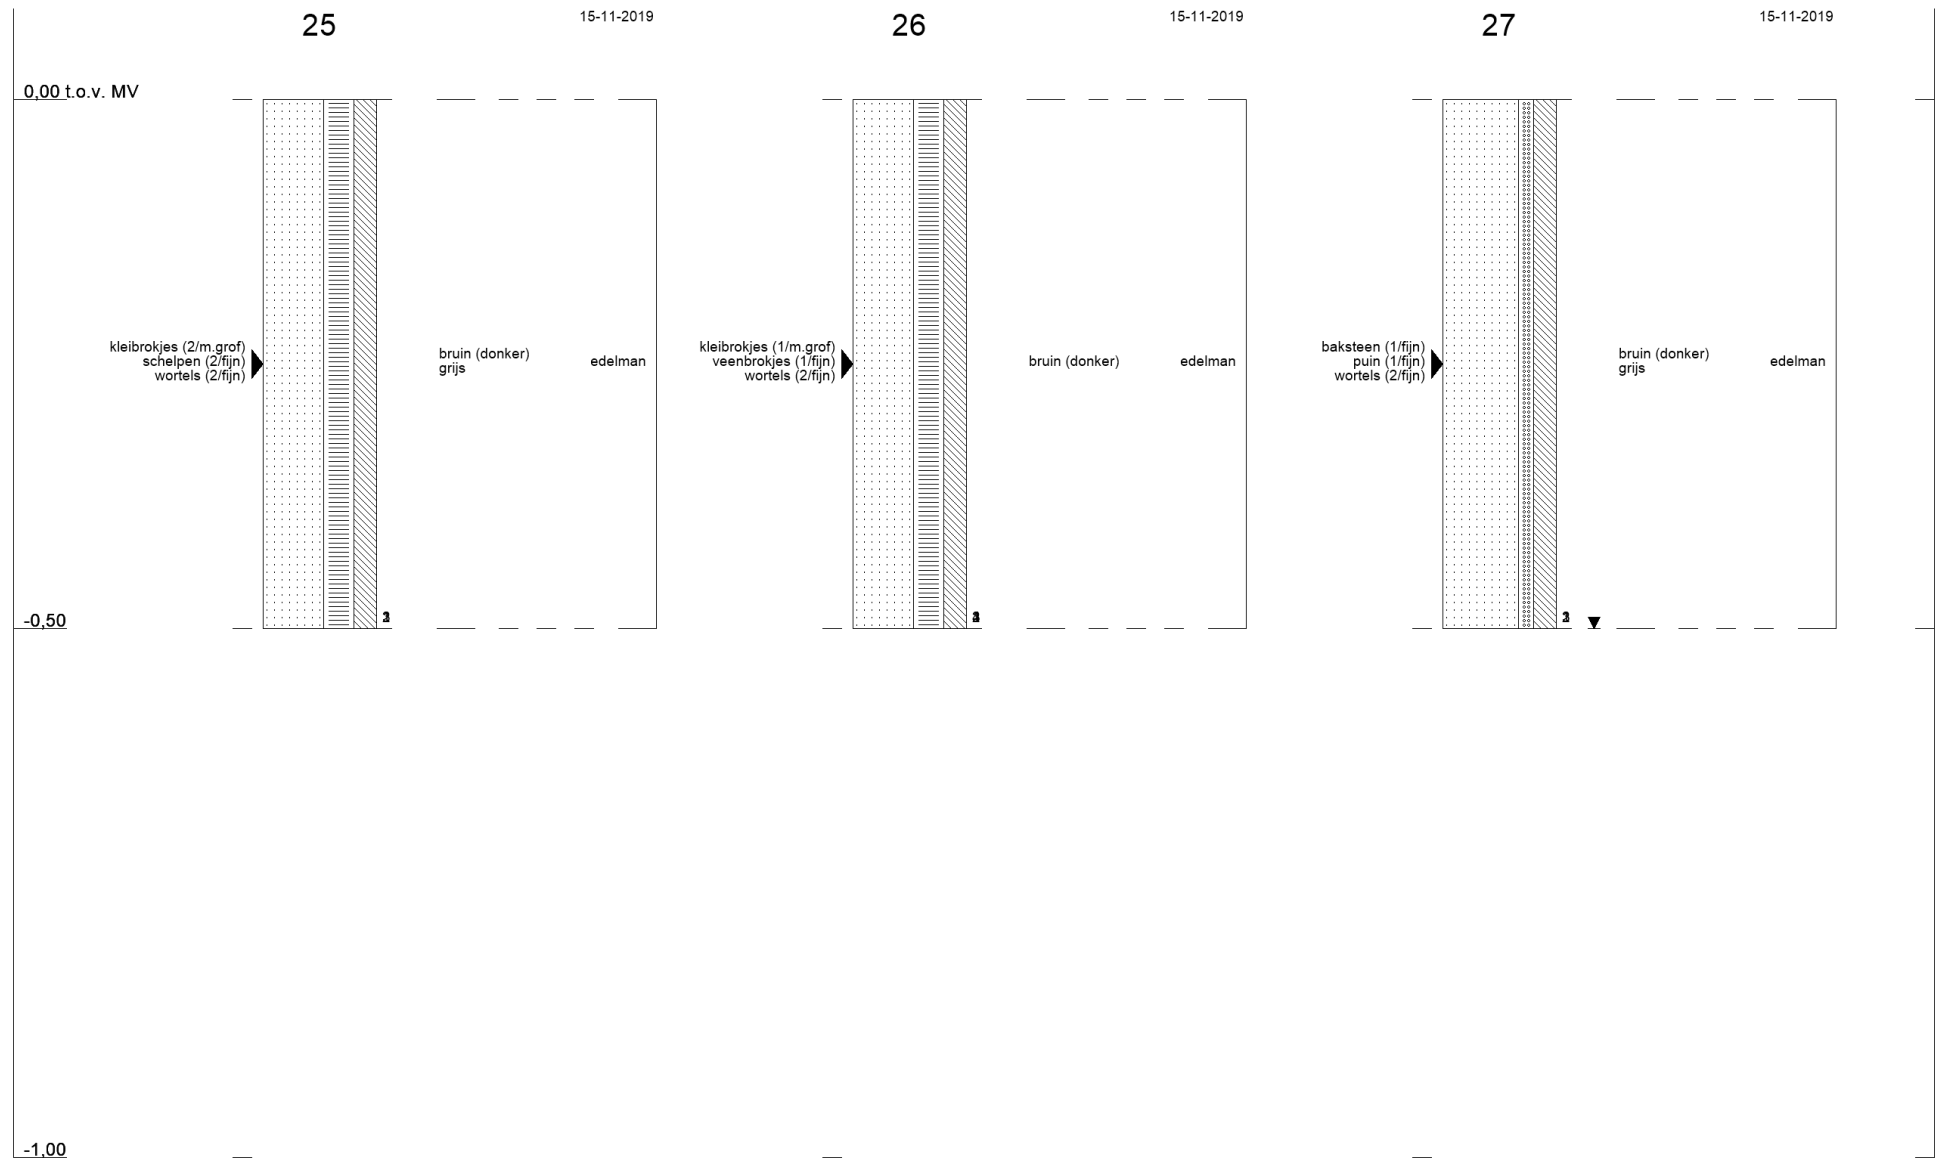 25
15-11-2019
26
15-11-2019
27
15-11-2019
0,00 t.o.v. MV
kleibrokjes (2/m.grof)
schelpen (2/fijn)
wortels (2/fijn)
bruin (donker)
grijs
edelman
kleibrokjes (1/m.grof)
veenbrokjes (1/fijn)
wortels (2/fijn)
bruin (donker)
edelman
baksteen (1/fijn)
puin (1/fijn)
wortels (2/fijn)
bruin (donker)
grijs
edelman
-0,50
-1,00